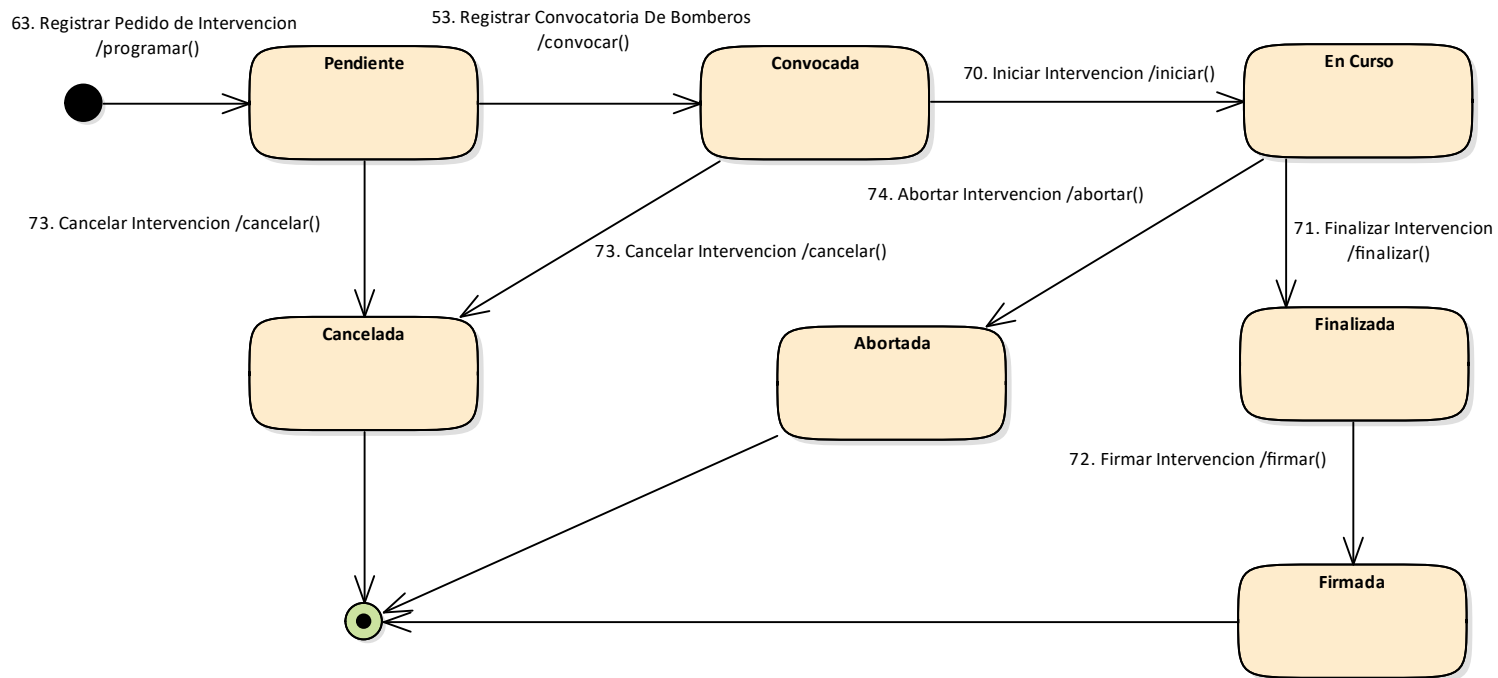 63. Registrar Pedido de Intervencion
/programar()
53. Registrar Convocatoria De Bomberos
/convocar()
Pendiente
Convocada
70. Iniciar Intervencion /iniciar()
En Curso
73. Cancelar Intervencion /cancelar()
73. Cancelar Intervencion /cancelar()
74. Abortar Intervencion /abortar()
71. Finalizar Intervencion
/finalizar()
Cancelada
Abortada
Finalizada
72. Firmar Intervencion /firmar()
Firmada